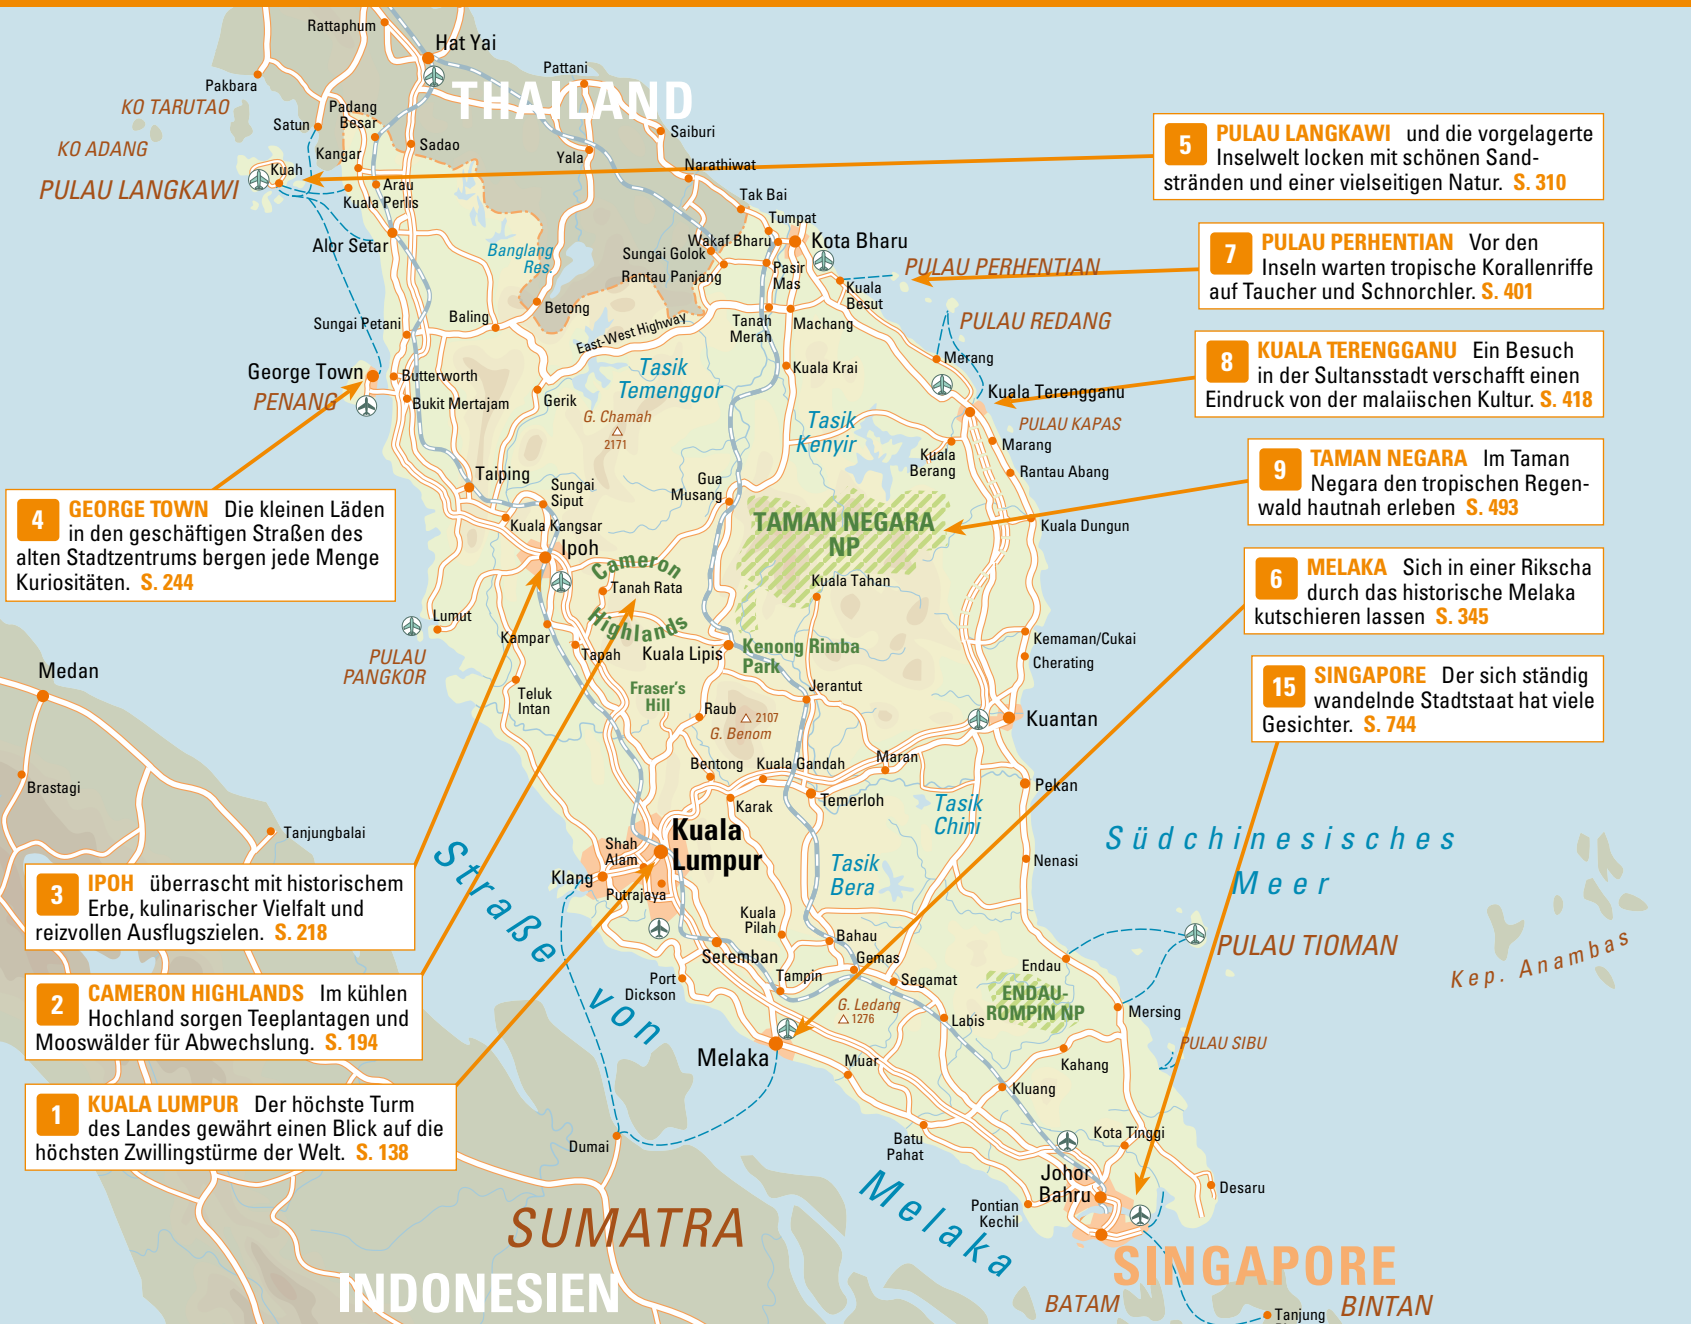 Rattaphum
Hat Yai
Pattani
THAILAND
Pakbara
KO TARUTAO
Padang
Besar
Satun
Sadao
Saiburi
KO ADANG
Kangar
Yala
Narathiwat
Kuah
PULAU LANGKAWI
Arau
Kuala Perlis
Tak Bai
Tumpat
Alor Setar
Banglang
Res.
Wakaf Bharu
Kota Bharu
Sungai Golok
Rantau Panjang
Pasir
Mas
PULAU PERHENTIAN
Kuala
Besut
Betong
Baling
Sungai Petani
East-West Highway
Tanah
Merah
Machang
PULAU REDANG
Merang
George Town
PENANG
Butterworth
Bukit Mertajam
Gerik
Tasik
Temenggor
Kuala Krai
Kuala Terengganu
G. Chamah
2171
Tasik
Kenyir
PULAU KAPAS
Marang
Kuala
Berang
Rantau Abang
Taiping
Sungai
Siput
Gua
Musang
Kuala Kangsar
Ipoh
TAMAN NEGARA
NP
Kuala Dungun
Cameron
Highlands
Tanah Rata
Kuala Tahan
Lumut
PULAU
PANGKOR
Kampar
Tapah
Kuala Lipis
Kenong Rimba
Park
Kemaman/Cukai
Cherating
Medan
Teluk
Intan
Fraser's
Hill
Jerantut
Raub
2107
G. Benom
Kuantan
Brastagi
Bentong
Kuala Gandah
Maran
Pekan
Tanjungbalai
Karak
Temerloh
Tasik
Chini
Kuala
Lumpur
Shah
Alam
Klang
Putrajaya
Tasik
Bera
Nenasi
Südchinesisches
Meer
Kuala
Pilah
Bahau
Seremban
Gemas
Port
Dickson
Tampin
Segamat
Endau
PULAU TIOMAN
Kep. Anambas
ENDAU-
ROMPIN NP
G. Ledang
1276
Labis
Mersing
Melaka
Muar
Kahang
PULAU SIBU
Kluang
Dumai
Batu
Pahat
Kota Tinggi
Johor
Bahru
Desaru
Pontian
Kechil
Straße
von
Melaka
SUMATRA
INDONESIEN
SINGAPORE
BATAM
BINTAN
Tanjung
5 PULAU LANGKAWI und die vorgelagerte
Inselwelt locken mit schönen Sand-
stränden und einer vielseitigen Natur. S. 310
7 PULAU PERHENTIAN Vor den
Inseln warten tropische Korallenriffe
auf Taucher und Schnorchler. S. 401
8 KUALA TERENGGANU Ein Besuch
in der Sultansstadt verschafft einen
Eindruck von der malaiischen Kultur. S. 418
9 TAMAN NEGARA Im Taman
Negara den tropischen Regen-
wald hautnah erleben S. 493
6 MELAKA Sich in einer Rikscha
durch das historische Melaka
kutschieren lassen S. 345
15 SINGAPORE Der sich ständig
wandelnde Stadtstaat hat viele
Gesichter. S. 744
4 GEORGE TOWN Die kleinen Läden
in den geschäftigen Straßen des
alten Stadtzentrums bergen jede Menge
Kuriositäten. S. 244
3 IPOH überrascht mit historischem
Erbe, kulinarischer Vielfalt und
reizvollen Ausflugszielen. S. 218
2 CAMERON HIGHLANDS Im kühlen
Hochland sorgen Teeplantagen und
Mooswälder für Abwechslung. S. 194
1 KUALA LUMPUR Der höchste Turm
des Landes gewährt einen Blick auf die
höchsten Zwillingstürme der Welt. S. 138